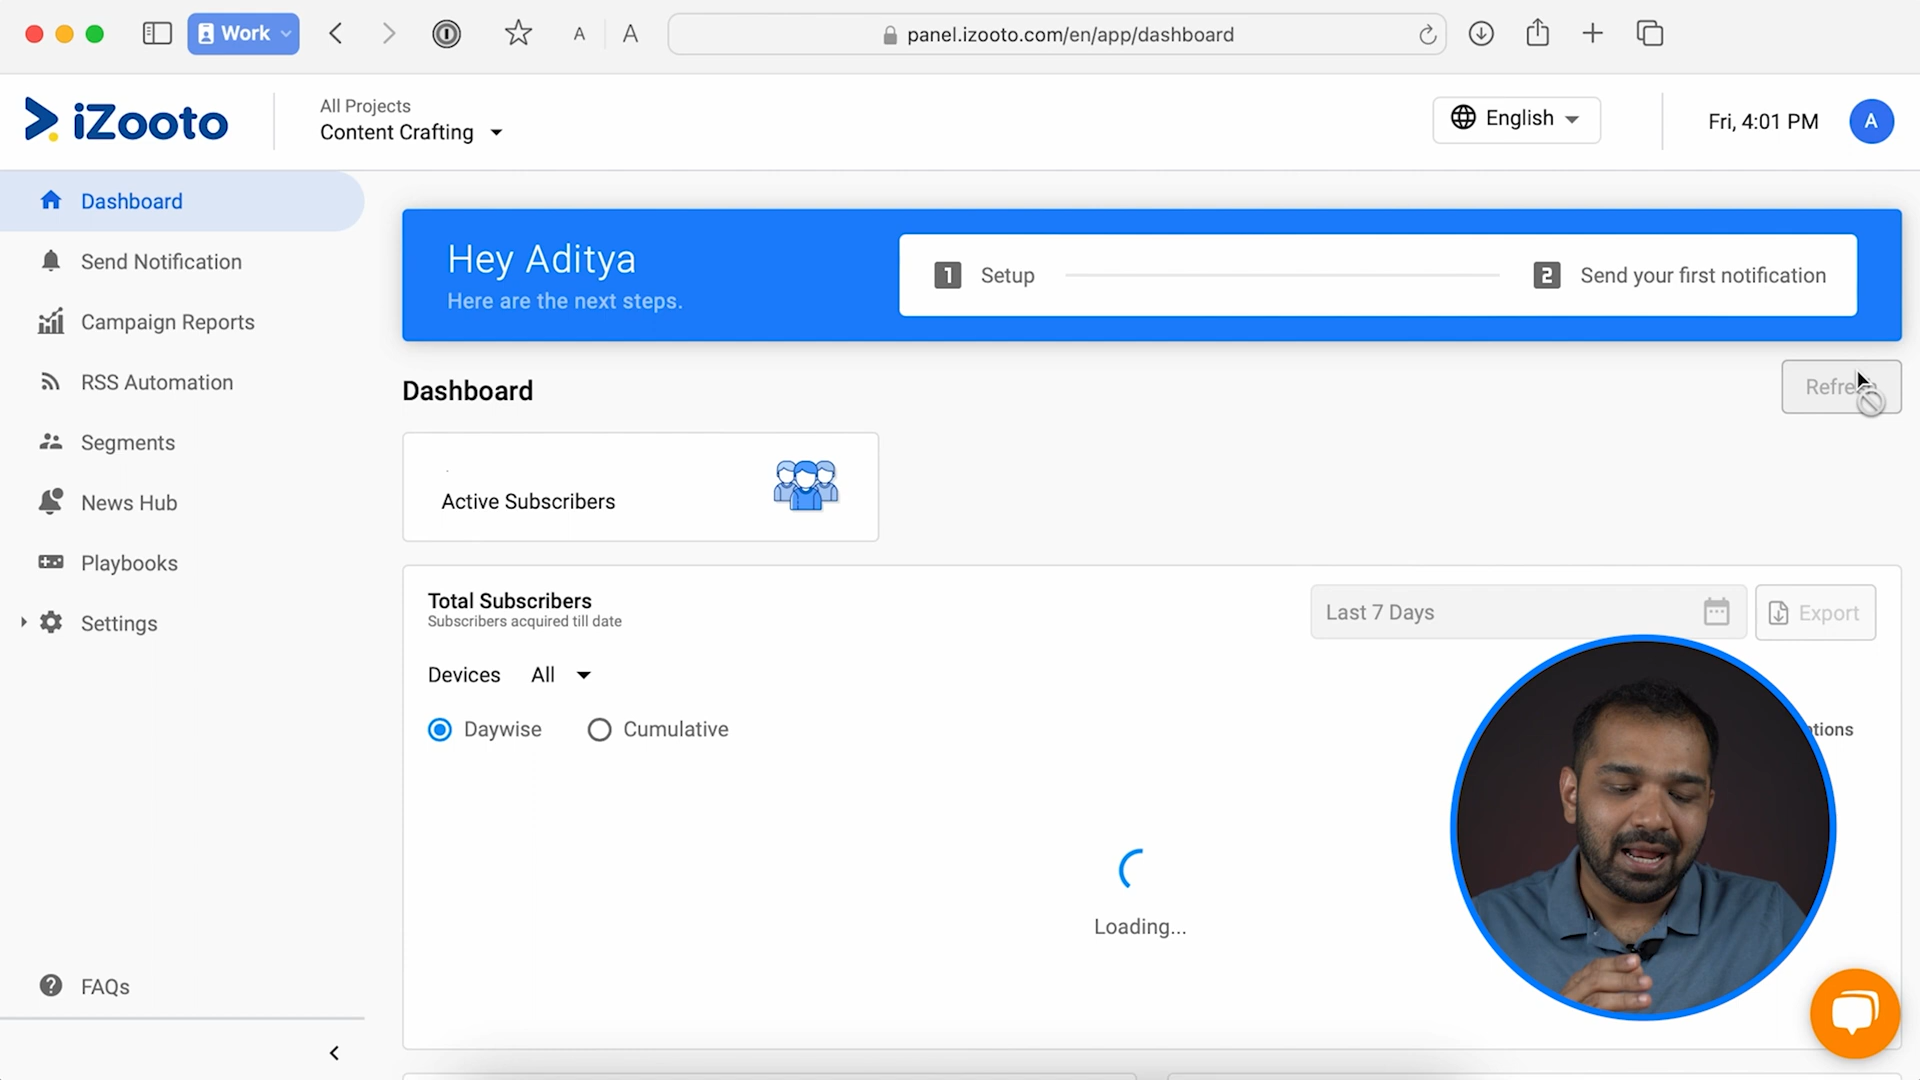 Work
A
A
panel.izooto.com/en/app/dashboard
iZooto
All Projects
Content Crafting
English
Fri, 4:01 PM
A
Dashboard
Send Notification
Campaign Reports
RSS Automation
Segments
News Hub
Playbooks
Settings
FAQs
Hey Aditya
Here are the next steps.
1 Setup
2 Send your first notification
Dashboard
Active Subscribers
Total Subscribers
Subscribers acquired till date
Last 7 Days
Export
Devices All
Daywise Cumulative
Loading...